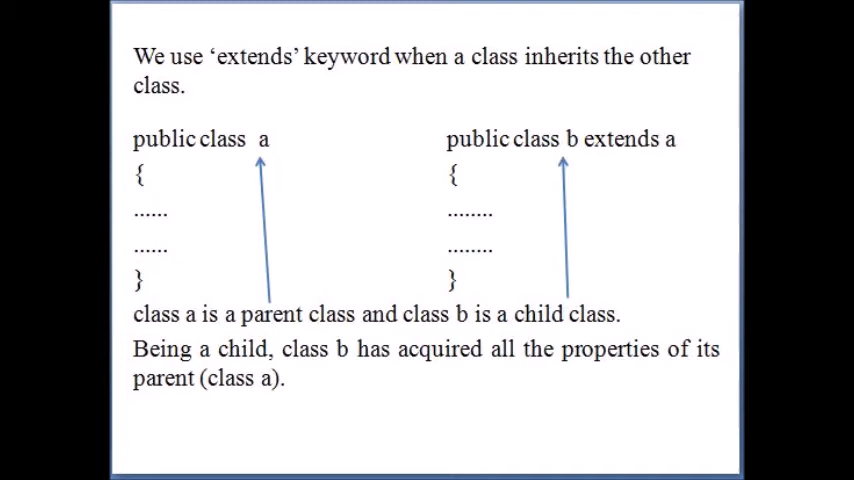 We use ‘extends’ keyword when a class inherits the other
class.
public class a public class b extends a
{ {
...... ........
...... ........
} }
class a is a parent class and class b is a child class.
Being a child, class b has acquired all the properties of its
parent (class a).